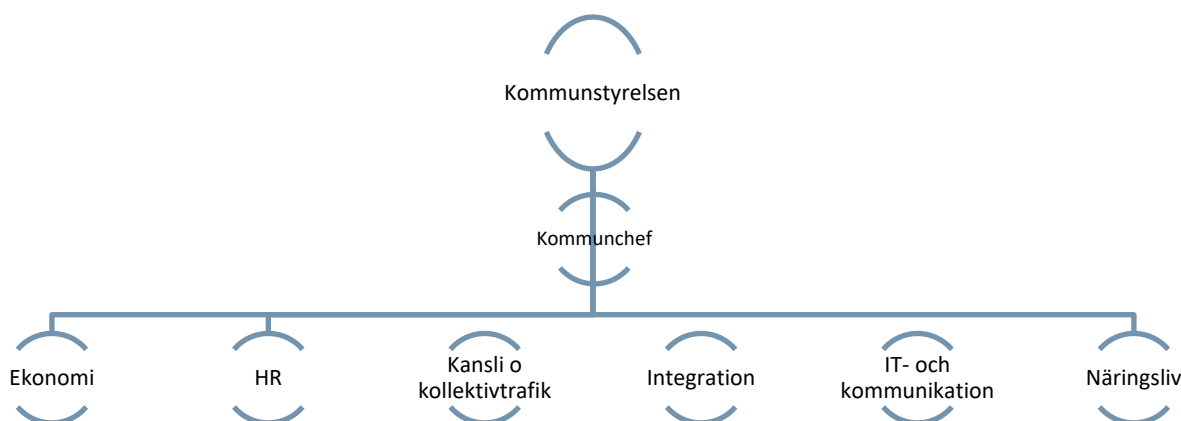 Kommunstyrelsen
Kommunchef
Ekonomi
HR
Kansli o
kollektivtrafik
Integration
IT- och
kommunikation
Näringsliv